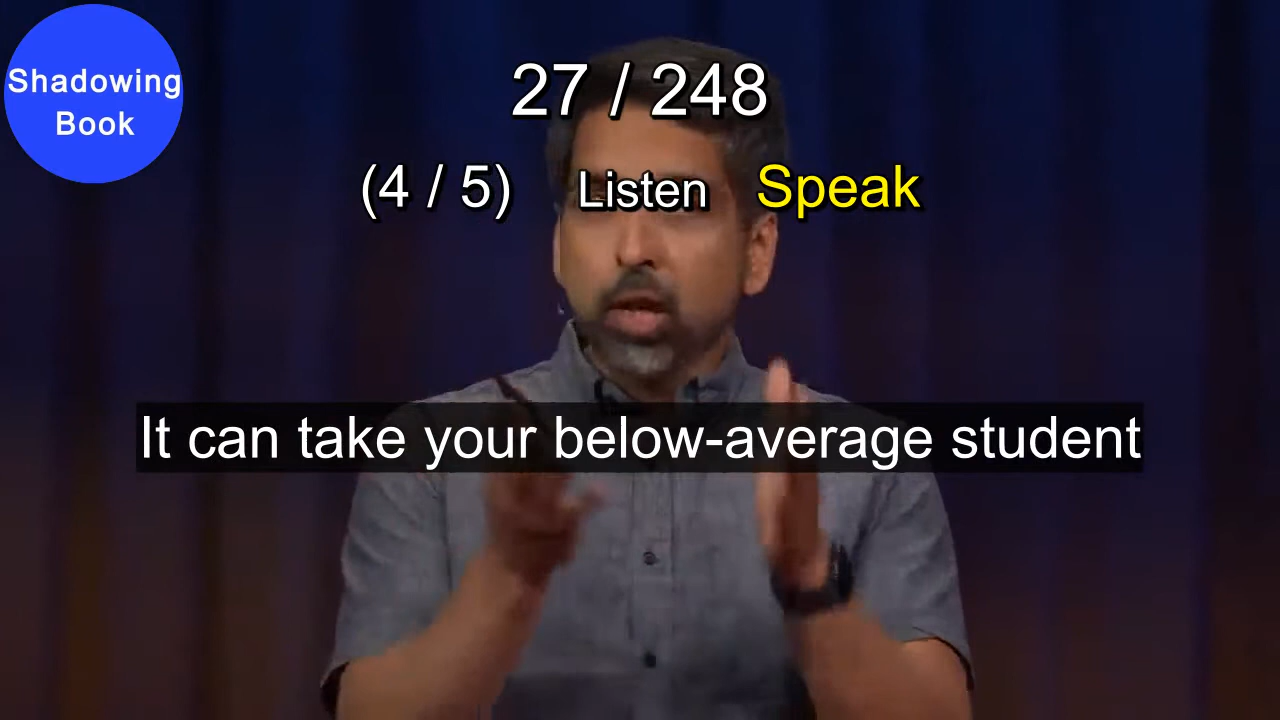 Shadowing
Book
27 / 248
(4 / 5) Listen Speak
It can take your below-average student